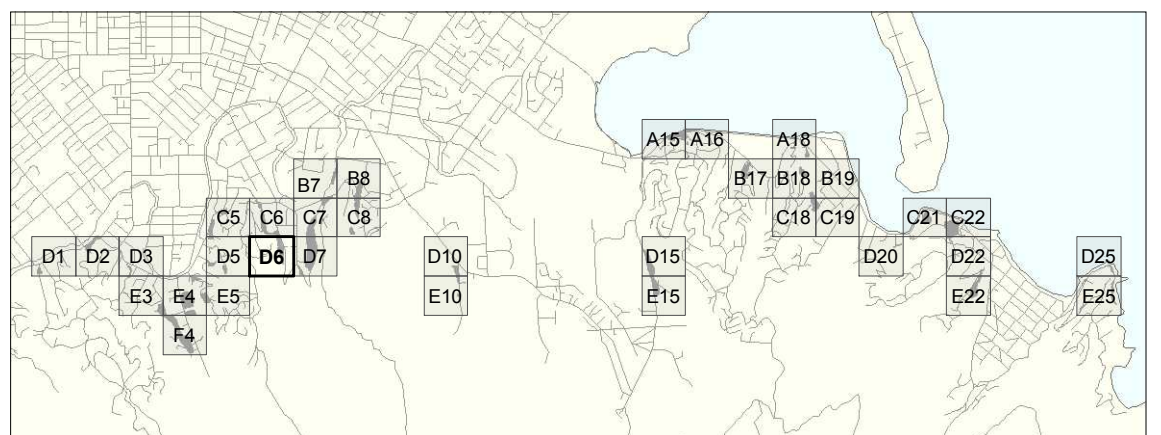 A15 A16 A18
B7 B8 B17 B18 B19
C5 C6 C7 C8 C18 C19 C21 C22
D1 D2 D3 D5 D6 D7 D10 D15 D20 D22 D25
E3 E4 E5 E10 E15 E22 E25
F4